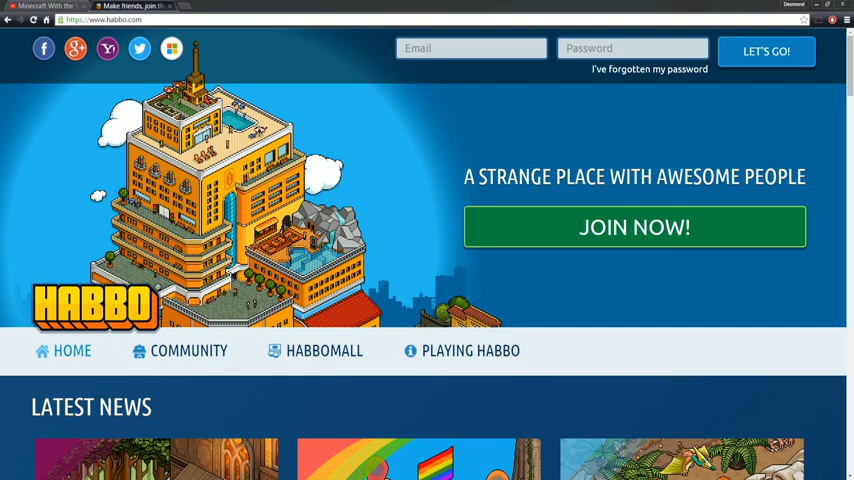 Minecraft With the
Make friends, join th
Desmond
https://www.habbo.com
f
g+
Y!
Email
Password
LET'S GO!
I've forgotten my password
A STRANGE PLACE WITH AWESOME PEOPLE
JOIN NOW!
HABBO
HOME
COMMUNITY
HABBOMALL
PLAYING HABBO
LATEST NEWS